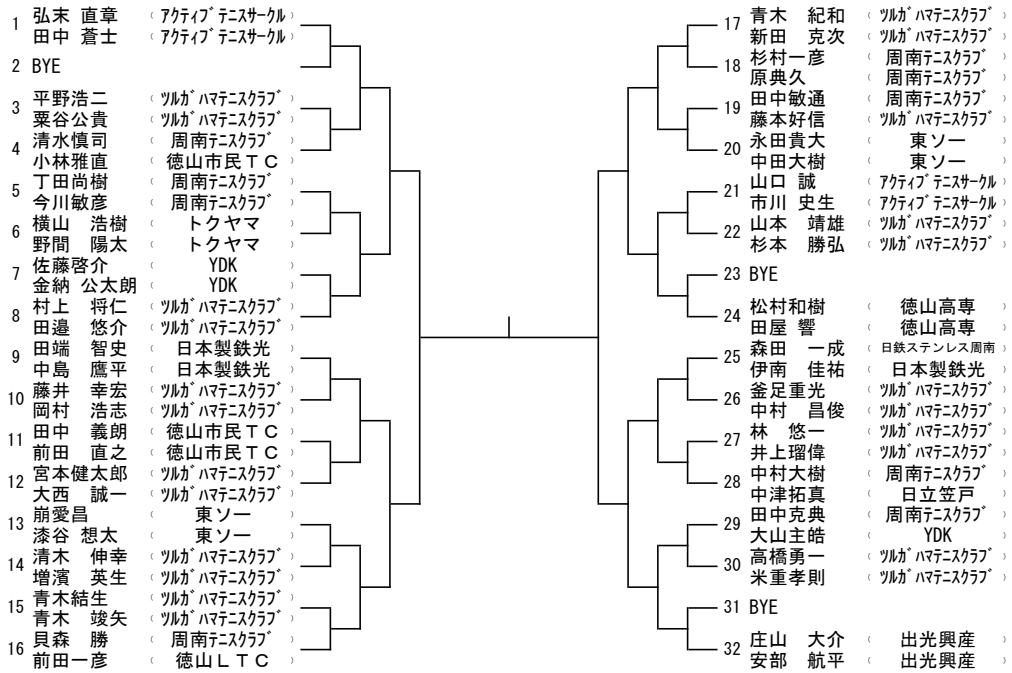 1 弘末 直章 （アクティブテニスサークル）
田中 蒼士 （アクティブテニスサークル）
2 BYE
3 平野浩二 （ツルガハマテニスクラブ）
粟谷公貴 （ツルガハマテニスクラブ）
4 清水慎司 （周南テニスクラブ）
小林雅直 （徳山市民ＴＣ）
5 丁田尚樹 （周南テニスクラブ）
今川敏彦 （周南テニスクラブ）
6 横山　浩樹 （トクヤマ）
野間　陽太 （トクヤマ）
7 佐藤啓介 （YDK）
金納 公太朗 （YDK）
8 村上　将仁 （ツルガハマテニスクラブ）
田邉　悠介 （ツルガハマテニスクラブ）
9 田端　智史 （日本製鉄光）
中島　鷹平 （日本製鉄光）
10 藤井　幸宏 （ツルガハマテニスクラブ）
岡村　浩志 （ツルガハマテニスクラブ）
11 田中　義朗 （徳山市民ＴＣ）
前田　直之 （徳山市民ＴＣ）
12 宮本健太郎 （ツルガハマテニスクラブ）
大西　誠一 （ツルガハマテニスクラブ）
13 崩愛昌 （東ソー）
漆谷 想太 （東ソー）
14 清木　伸幸 （ツルガハマテニスクラブ）
増濱　英生 （ツルガハマテニスクラブ）
15 青木結生 （ツルガハマテニスクラブ）
青木　竣矢 （ツルガハマテニスクラブ）
16 貝森　勝 （周南テニスクラブ）
前田一彦 （徳山ＬＴＣ）
17 青木　紀和 （ツルガハマテニスクラブ）
新田　克次 （ツルガハマテニスクラブ）
18 杉村一彦 （周南テニスクラブ）
原典久 （周南テニスクラブ）
19 田中敏通 （周南テニスクラブ）
藤本好信 （ツルガハマテニスクラブ）
20 永田貴大 （東ソー）
中田大樹 （東ソー）
21 山口 誠 （アクティブテニスサークル）
市川 史生 （アクティブテニスサークル）
22 山本　靖雄 （ツルガハマテニスクラブ）
杉本　勝弘 （ツルガハマテニスクラブ）
23 BYE
24 松村和樹 （徳山高専）
田屋 響 （徳山高専）
25 森田　一成 （日鉄ステンレス周南）
伊南　佳祐 （日本製鉄光）
26 釜足重光 （ツルガハマテニスクラブ）
中村　昌俊 （ツルガハマテニスクラブ）
27 林　悠一 （ツルガハマテニスクラブ）
井上瑠偉 （ツルガハマテニスクラブ）
28 中村大樹 （周南テニスクラブ）
中津拓真 （日立笠戸）
29 田中克典 （周南テニスクラブ）
大山主皓 （YDK）
30 高橋勇一 （ツルガハマテニスクラブ）
米重孝則 （ツルガハマテニスクラブ）
31 BYE
32 庄山　大介 （出光興産）
安部　航平 （出光興産）